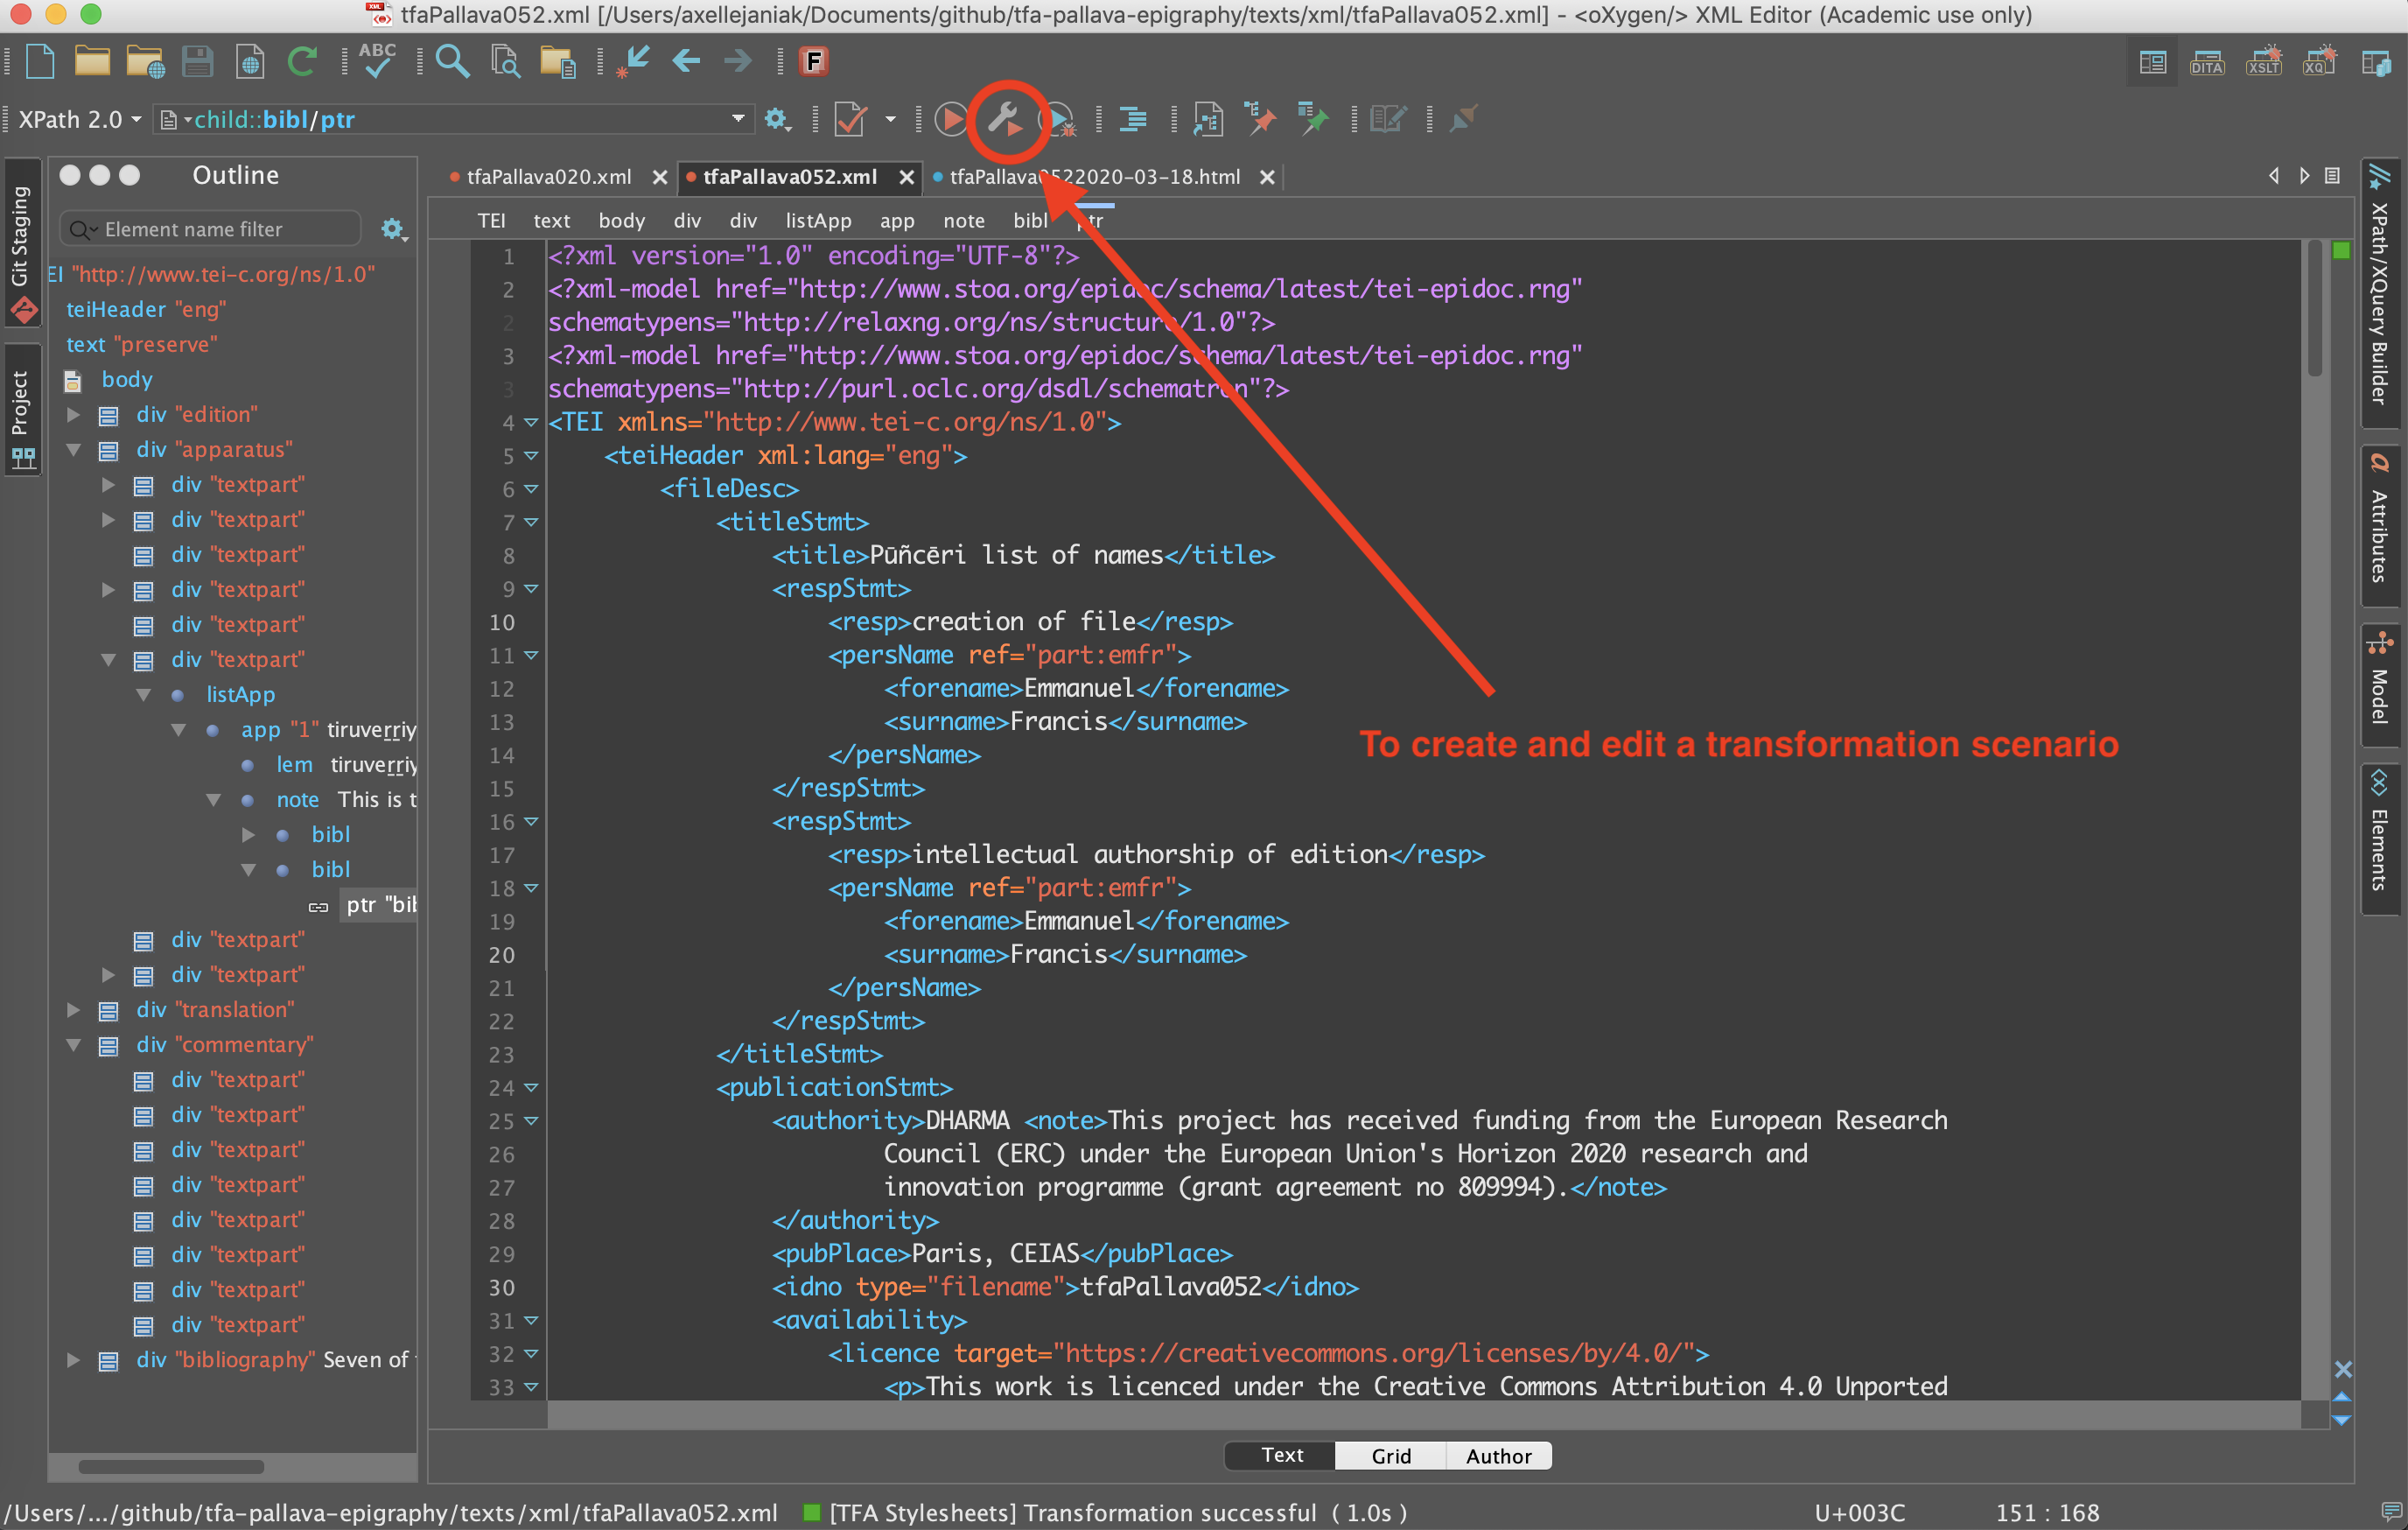 tfaPallava052.xml [/Users/axellejaniak/Documents/github/tfa-pallava-epigraphy/texts/xml/tfaPallava052.xml] - <oXygen/> XML Editor (Academic use only)
ABC
F
DITA
XSLT
XQ
XPath 2.0
child::bibl/ptr
Git Staging
Project
Outline
Element name filter
EI "http://www.tei-c.org/ns/1.0"
teiHeader "eng"
text "preserve"
body
div "edition"
div "apparatus"
div "textpart"
div "textpart"
div "textpart"
div "textpart"
div "textpart"
div "textpart"
listApp
app "1" tiruverriy
lem tiruverriy
note This is t
bibl
bibl
ptr "bib
div "textpart"
div "textpart"
div "translation"
div "commentary"
div "textpart"
div "textpart"
div "textpart"
div "textpart"
div "textpart"
div "textpart"
div "textpart"
div "textpart"
div "bibliography" Seven of
tfaPallava020.xml
tfaPallava052.xml
tfaPallava0522020-03-18.html
TEI text body div div listApp app note bibl ptr
1 <?xml version="1.0" encoding="UTF-8"?>
2 <?xml-model href="http://www.stoa.org/epidoc/schema/latest/tei-epidoc.rng"
2 schematypens="http://relaxng.org/ns/structure/1.0"?>
3 <?xml-model href="http://www.stoa.org/epidoc/schema/latest/tei-epidoc.rng"
3 schematypens="http://purl.oclc.org/dsdl/schematron"?>
4 <TEI xmlns="http://www.tei-c.org/ns/1.0">
5 <teiHeader xml:lang="eng">
6 <fileDesc>
7 <titleStmt>
8 <title>Pūñcēri list of names</title>
9 <respStmt>
10 <resp>creation of file</resp>
11 <persName ref="part:emfr">
12 <forename>Emmanuel</forename>
13 <surname>Francis</surname>
14 </persName>
15 </respStmt>
16 <respStmt>
17 <resp>intellectual authorship of edition</resp>
18 <persName ref="part:emfr">
19 <forename>Emmanuel</forename>
20 <surname>Francis</surname>
21 </persName>
22 </respStmt>
23 </titleStmt>
24 <publicationStmt>
25 <authority>DHARMA <note>This project has received funding from the European Research
26 Council (ERC) under the European Union's Horizon 2020 research and
27 innovation programme (grant agreement no 809994).</note>
28 </authority>
29 <pubPlace>Paris, CEIAS</pubPlace>
30 <idno type="filename">tfaPallava052</idno>
31 <availability>
32 <licence target="https://creativecommons.org/licenses/by/4.0/">
33 <p>This work is licenced under the Creative Commons Attribution 4.0 Unported
To create and edit a transformation scenario
XPath/XQuery Builder
Attributes
Model
Elements
Text Grid Author
/Users/.../github/tfa-pallava-epigraphy/texts/xml/tfaPallava052.xml [TFA Stylesheets] Transformation successful ( 1.0s ) U+003C 151 : 168